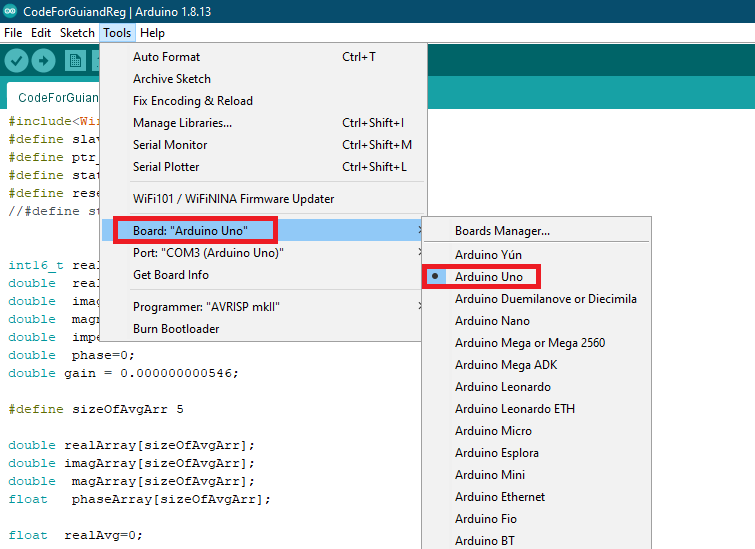 CodeForGuiandReg | Arduino 1.8.13
File Edit Sketch Tools Help
Auto Format Ctrl+T
Archive Sketch
Fix Encoding & Reload
Manage Libraries... Ctrl+Shift+I
Serial Monitor Ctrl+Shift+M
Serial Plotter Ctrl+Shift+L
WiFi101 / WiFiNINA Firmware Updater
Board: "Arduino Uno"
Port: "COM3 (Arduino Uno)"
Get Board Info
Programmer: "AVRISP mkII"
Burn Bootloader
Boards Manager...
Arduino Yún
Arduino Uno
Arduino Duemilanove or Diecimila
Arduino Nano
Arduino Mega or Mega 2560
Arduino Mega ADK
Arduino Leonardo
Arduino Leonardo ETH
Arduino Micro
Arduino Esplora
Arduino Mini
Arduino Ethernet
Arduino Fio
Arduino BT
CodeForGuiand
#include<Wir
#define slav
#define ptr_
#define stat
#define rese
//#define st
int16_t real
double real
double imag
double magn
double impe
double phase=0;
double gain = 0.000000000546;
#define sizeOfAvgArr 5
double realArray[sizeOfAvgArr];
double imagArray[sizeOfAvgArr];
double magArray[sizeOfAvgArr];
float phaseArray[sizeOfAvgArr];
float realAvg=0;